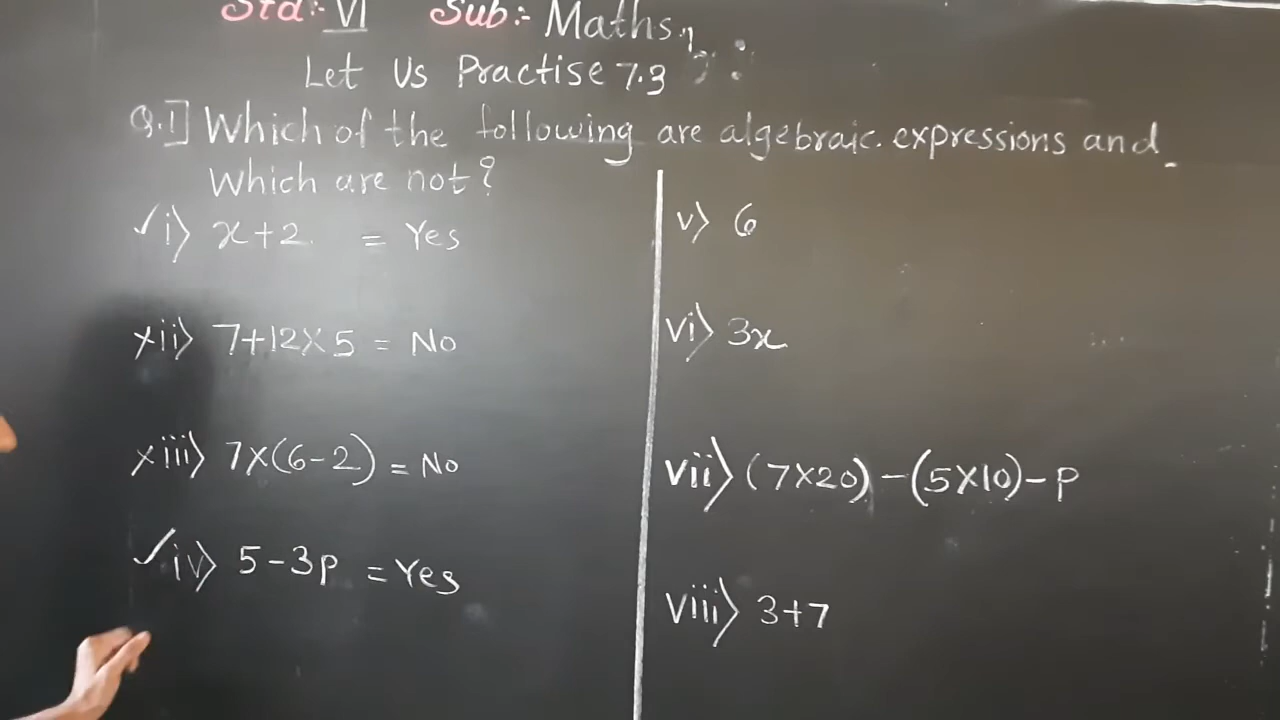 Std:- VI Sub:- Maths.
Let Us Practise 7.3
Q.1] Which of the following are algebraic. expressions and
Which are not?
✓i) x+2. = Yes
×ii) 7+12×5 = No
×iii) 7×(6-2) = No
✓iv) 5-3p = Yes
v) 6
vi) 3x
vii) (7×20)-(5×10)-p
viii) 3+7